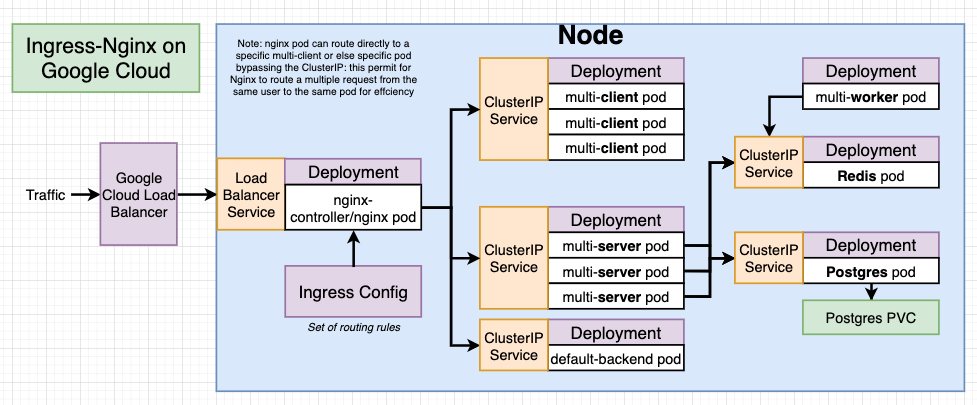 Ingress-Nginx on
Google Cloud
Node
Note: nginx pod can route directly to a
specific multi-client or else specific pod
bypassing the ClusterIP: this permit for
Nginx to route a multiple request from the
same user to the same pod for effciency
Traffic
Google
Cloud Load
Balancer
Load
Balancer
Service
Deployment
nginx-
controller/nginx pod
Ingress Config
Set of routing rules
ClusterIP
Service
Deployment
multi-client pod
multi-client pod
multi-client pod
ClusterIP
Service
Deployment
multi-server pod
multi-server pod
multi-server pod
ClusterIP
Service
Deployment
default-backend pod
Deployment
multi-worker pod
ClusterIP
Service
Deployment
Redis pod
ClusterIP
Service
Deployment
Postgres pod
Postgres PVC